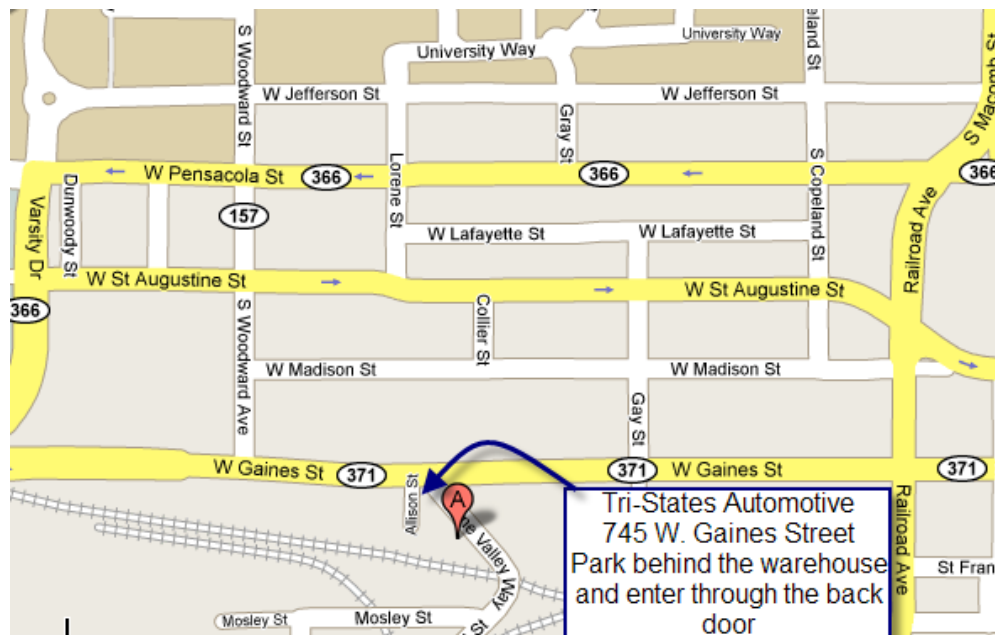 University Way
University Way
eland St
S Woodward St
W Jefferson St
W Jefferson St
S Macomb St
Gray St
Lorene St
S Copeland St
W Pensacola St
366
366
366
Dunwoody St
Varsity Dr
157
W Lafayette St
W Lafayette St
Railroad Ave
W St Augustine St
W St Augustine St
366
S Woodward Ave
Collier St
W Madison St
W Madison St
Gay St
W Gaines St
371
371
W Gaines St
371
Allison St
A
ne Valley Way
Tri-States Automotive
745 W. Gaines Street
Park behind the warehouse
and enter through the back
door
Railroad Ave
St Fran
Mosley St
Mosley St
St